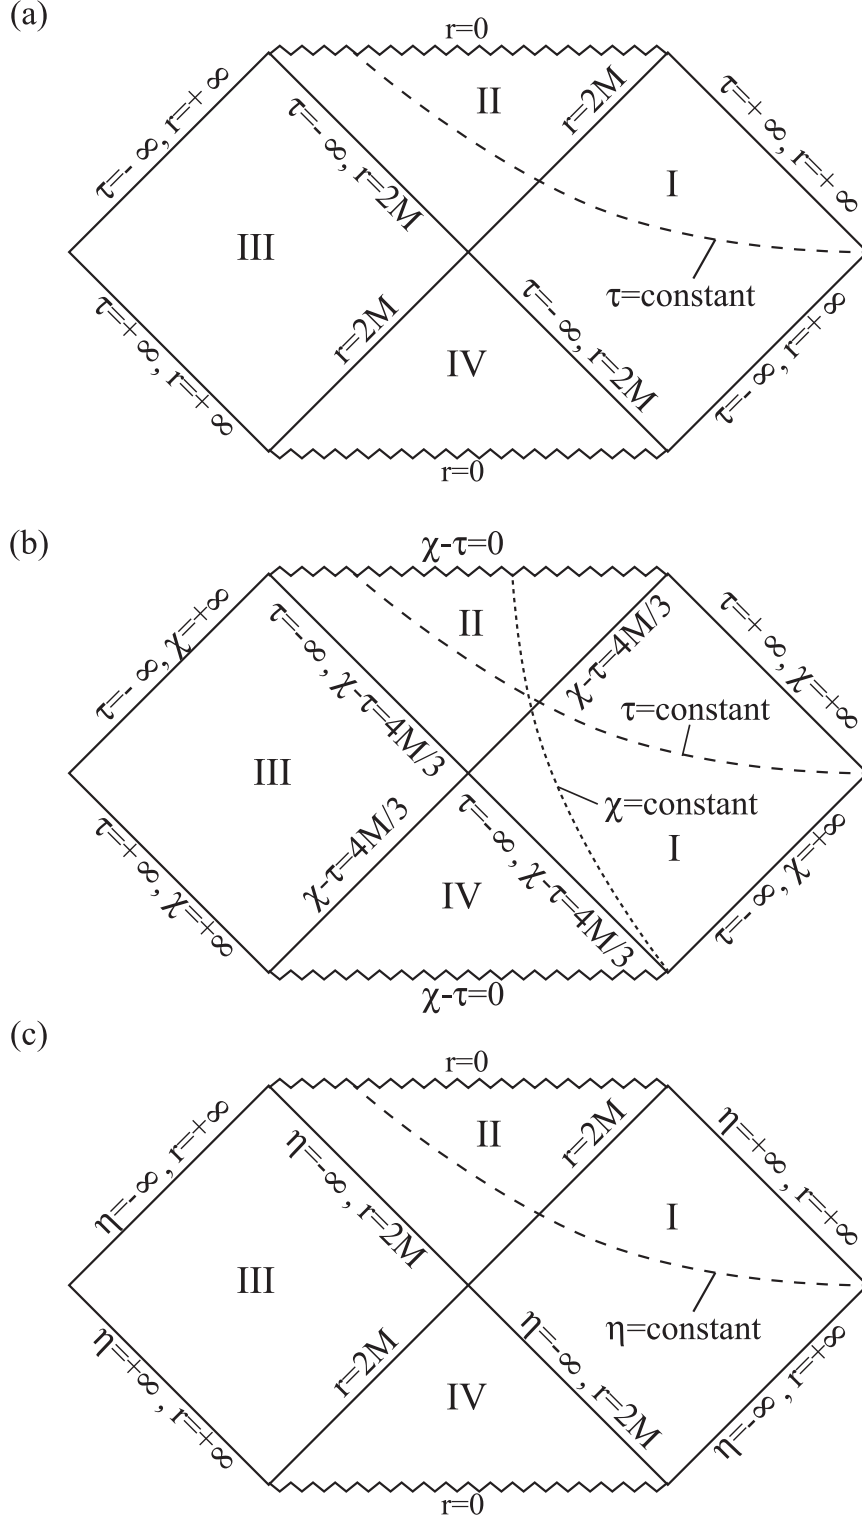 (a)
r=0
II
r=2M
τ=-∞, r=+∞
τ=-∞, r=2M
τ=+∞, r=+∞
I
III
τ=constant
τ=+∞, r=+∞
r=2M
τ=-∞, r=2M
τ=-∞, r=+∞
IV
r=0
(b)
χ-τ=0
II
χ-τ=4M/3
τ=-∞, χ=+∞
τ=-∞, χ-τ=4M/3
τ=+∞, χ=+∞
τ=constant
III
χ=constant
I
τ=+∞, χ=+∞
χ-τ=4M/3
τ=-∞, χ-τ=4M/3
τ=-∞, χ=+∞
IV
χ-τ=0
(c)
r=0
II
r=2M
η=-∞, r=+∞
η=-∞, r=2M
η=+∞, r=+∞
I
III
η=constant
η=+∞, r=+∞
r=2M
η=-∞, r=2M
η=-∞, r=+∞
IV
r=0